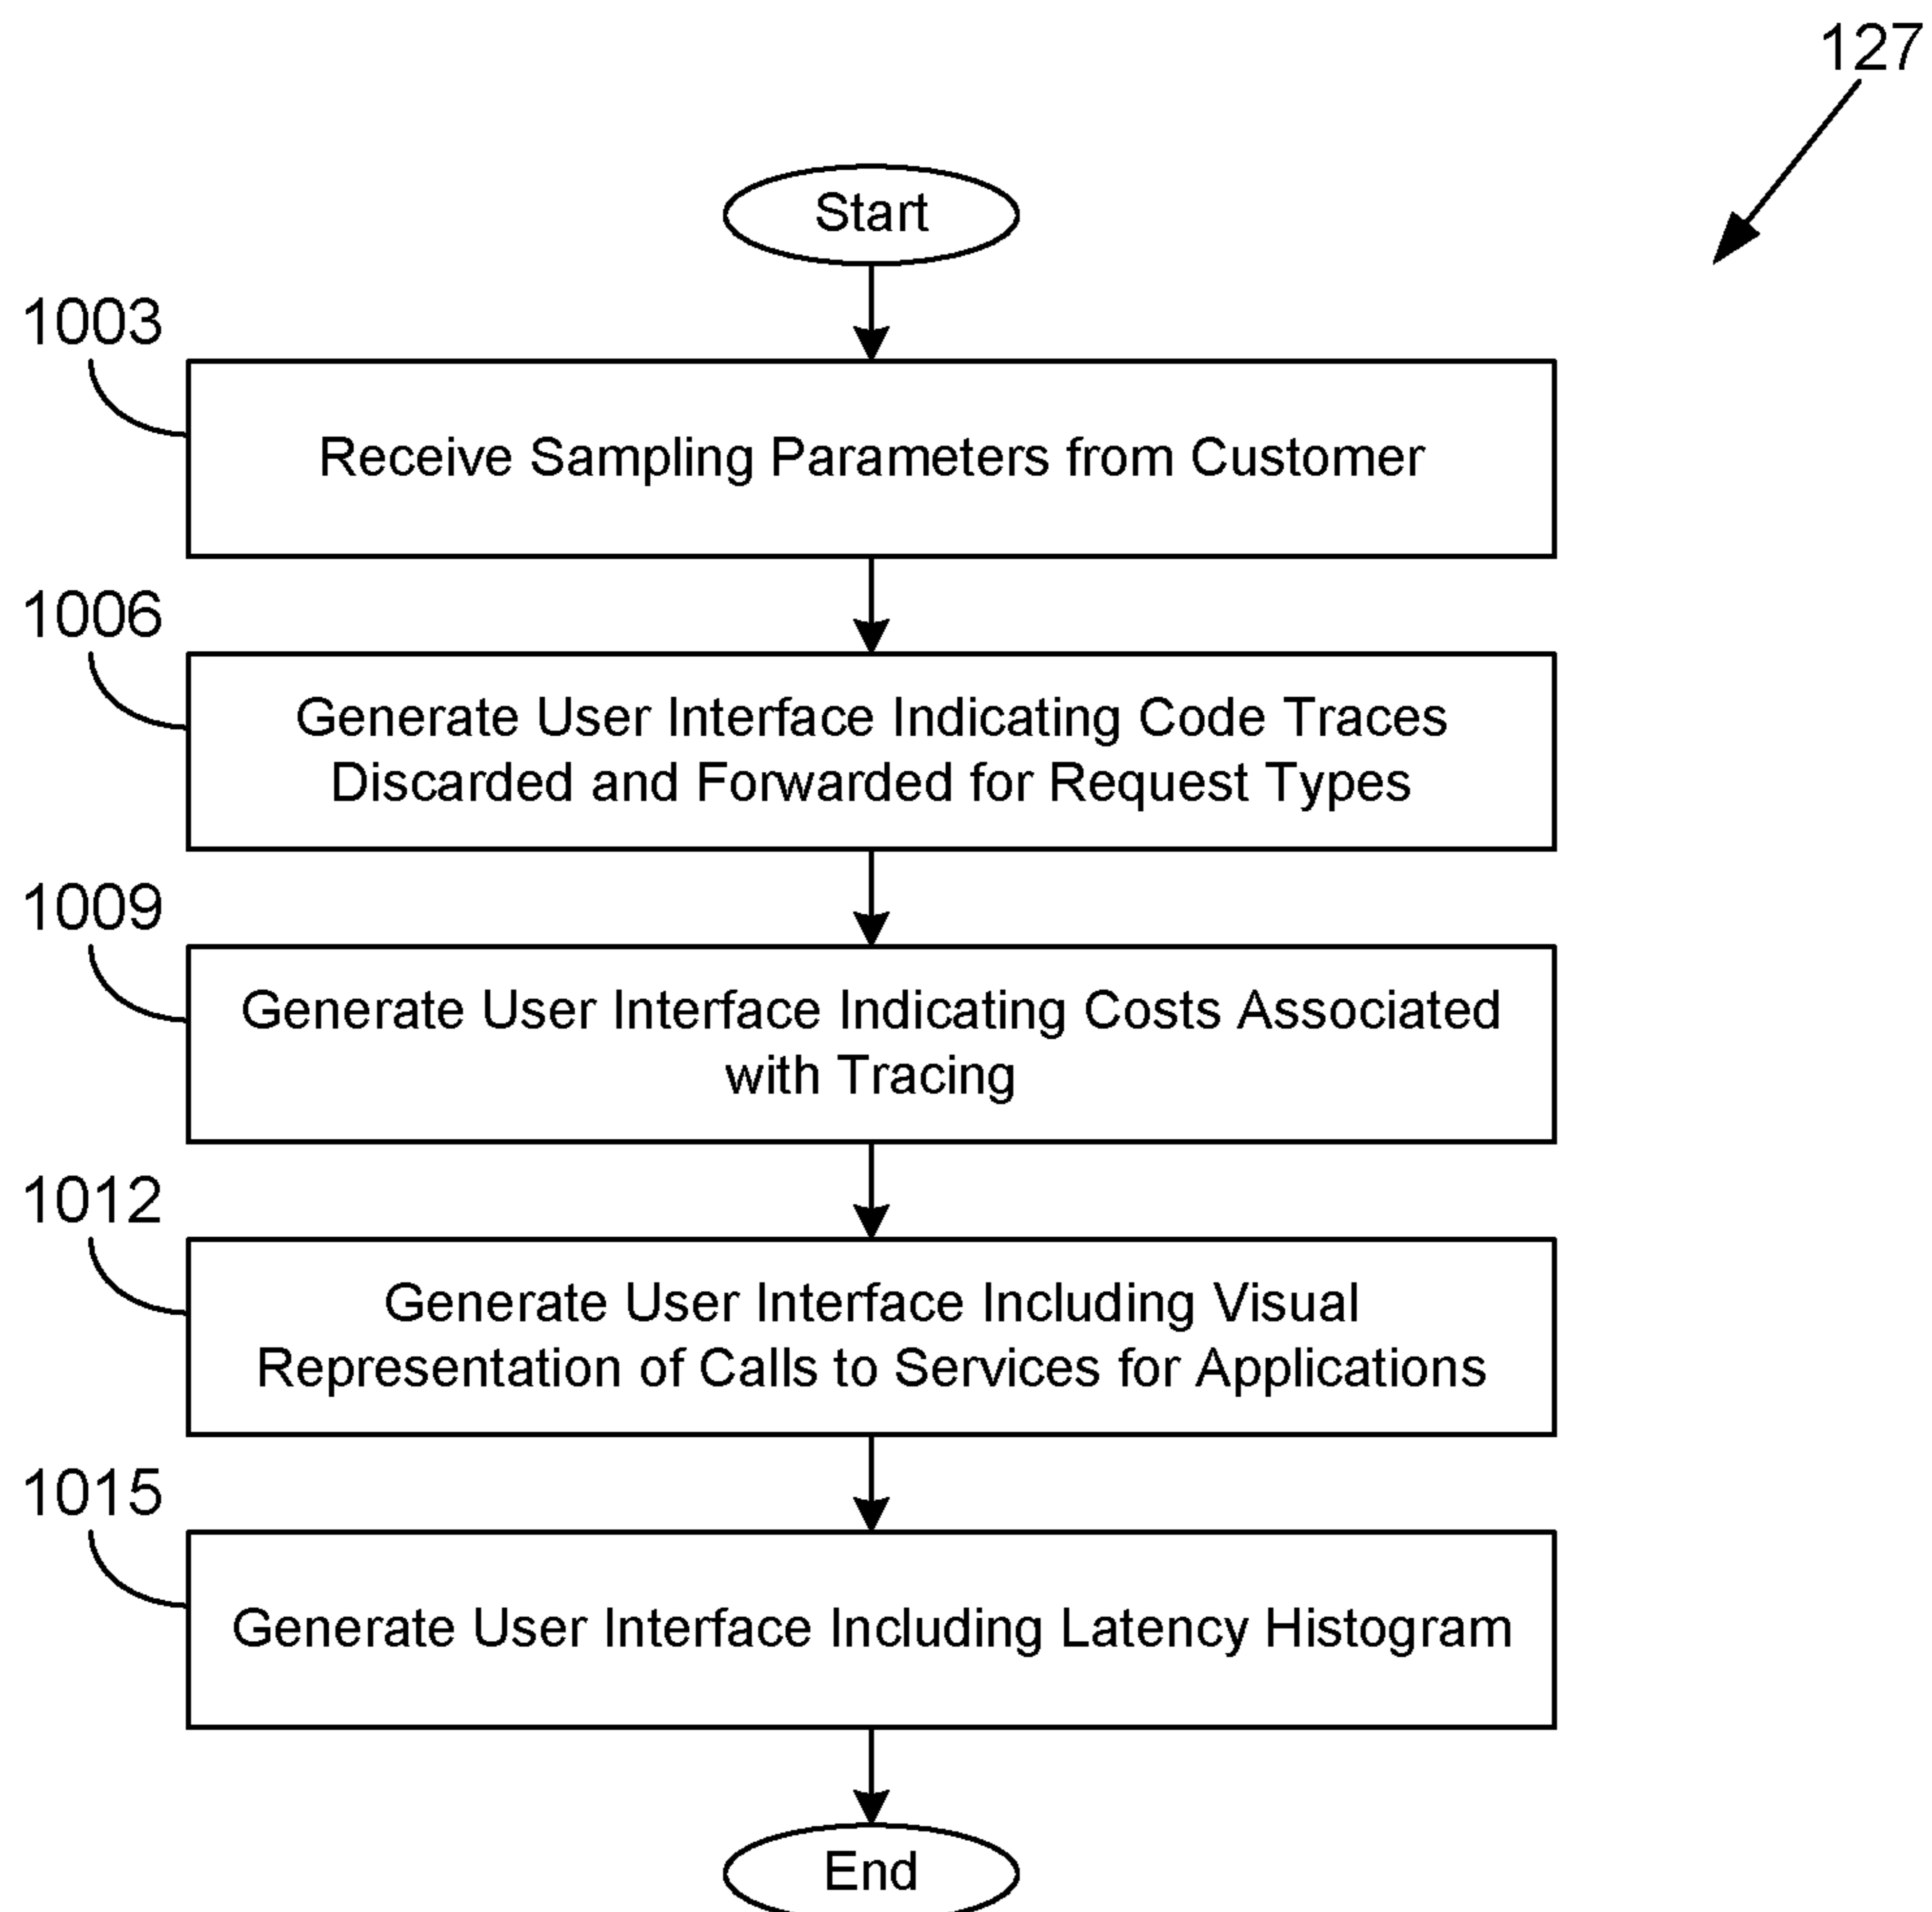 127
Start
1003
Receive Sampling Parameters from Customer
1006
Generate User Interface Indicating Code Traces
Discarded and Forwarded for Request Types
1009
Generate User Interface Indicating Costs Associated
with Tracing
1012
Generate User Interface Including Visual
Representation of Calls to Services for Applications
1015
Generate User Interface Including Latency Histogram
End